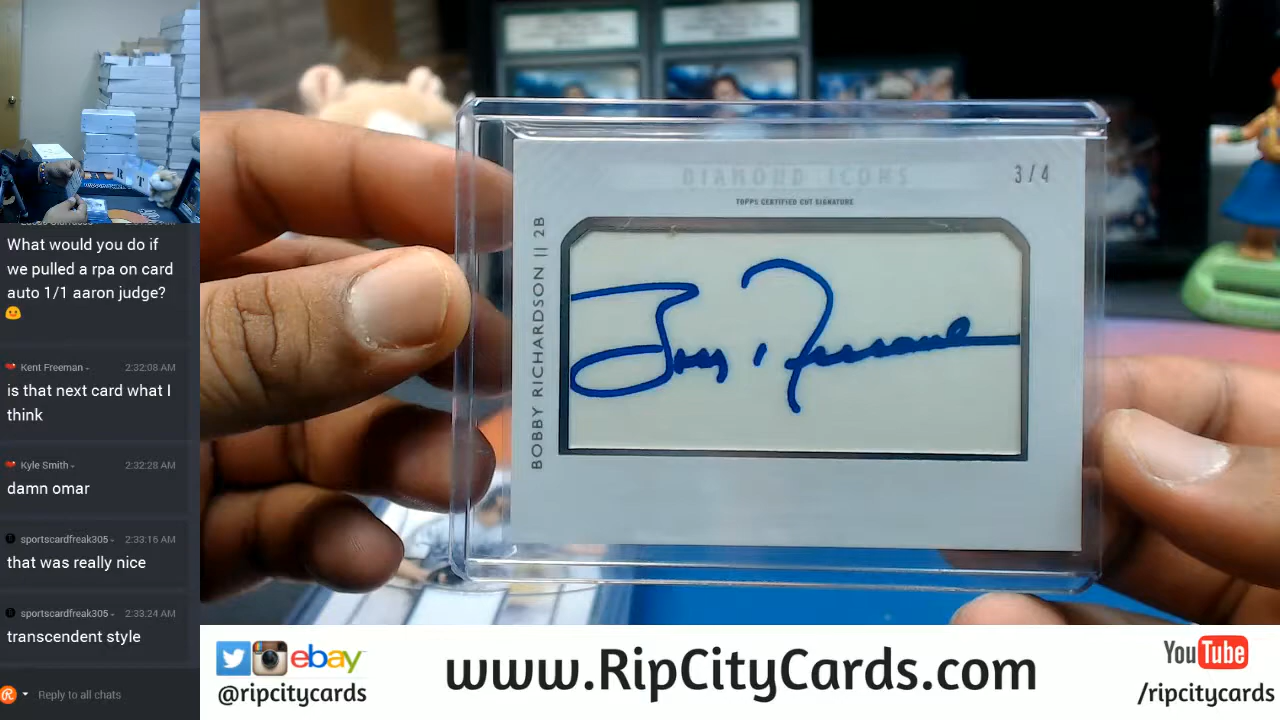 What would you do if
we pulled a rpa on card
auto 1/1 aaron judge?
Kent Freeman
2:32:08 AM
is that next card what I
think
Kyle Smith
2:32:28 AM
damn omar
sportscardfreak305
2:33:16 AM
that was really nice
sportscardfreak305
2:33:24 AM
transcendent style
Reply to all chats
DIAMOND ICONS
3/4
TOPPS CERTIFIED CUT SIGNATURE
BOBBY RICHARDSON || 2B
ebay
@ripcitycards
www.RipCityCards.com
YouTube
/ripcitycards